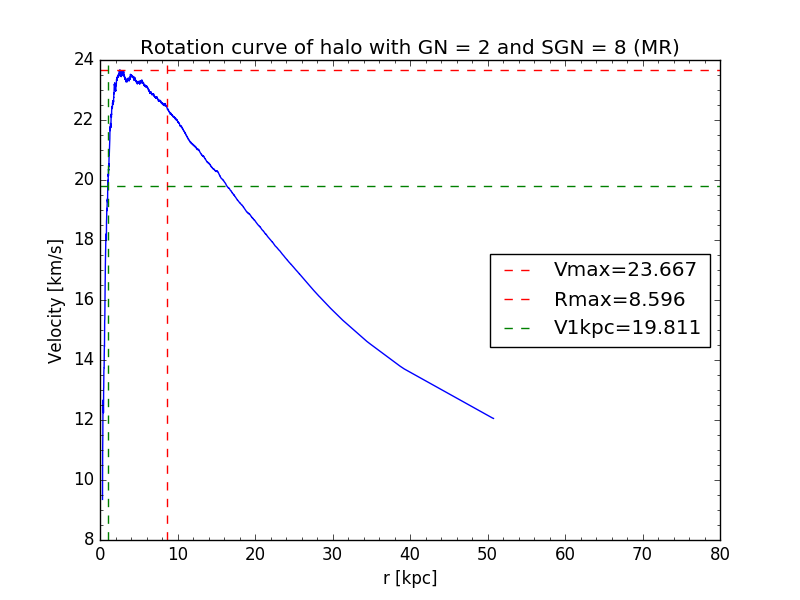 Rotation curve of halo with GN = 2 and SGN = 8 (MR)
24
22
20
18
16
14
12
10
8
Velocity [km/s]
Vmax=23.667
Rmax=8.596
V1kpc=19.811
0 10 20 30 40 50 60 70 80
r [kpc]